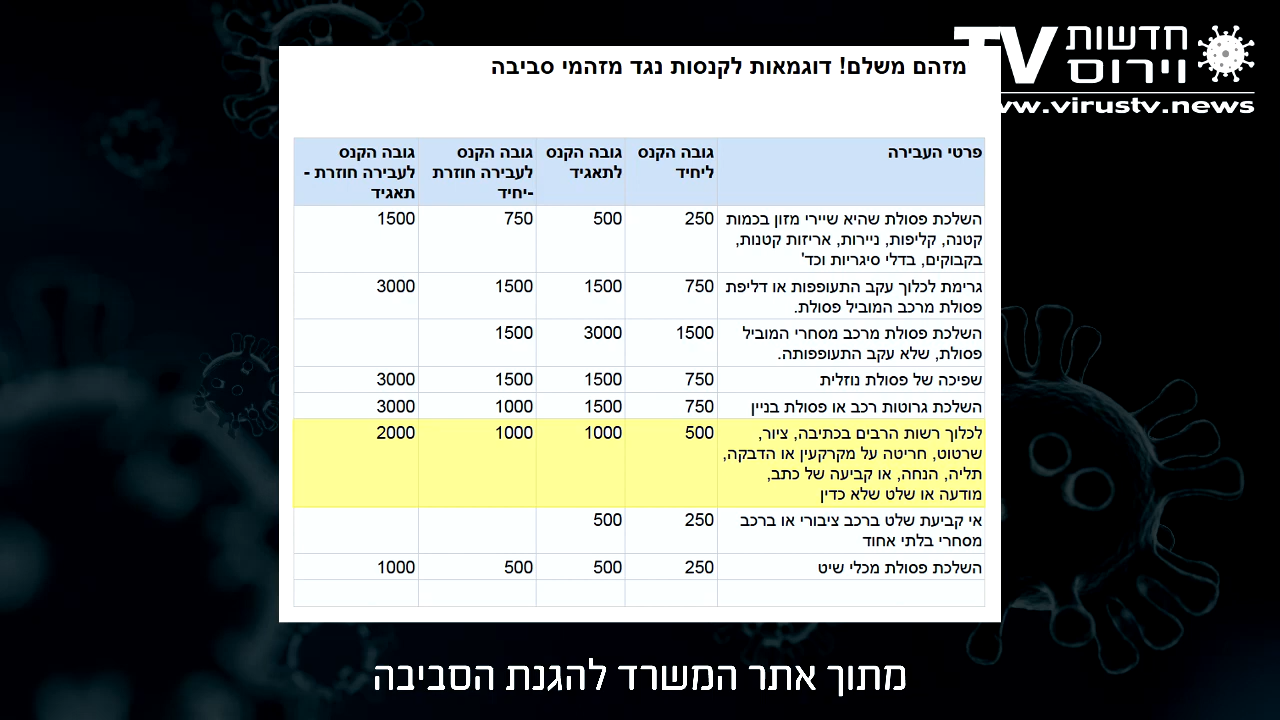 חדשות
TV
וירוס
ww.virustv.news
מזהם משלם! דוגמאות לקנסות נגד מזהמי סביבה
פרטי העבירה
גובה הקנס
ליחיד
גובה הקנס
לתאגיד
גובה הקנס
לעבירה חוזרת
-יחיד
גובה הקנס
לעבירה חוזרת -
תאגיד
השלכת פסולת שהיא שיירי מזון בכמות
קטנה, קליפות, ניירות, אריזות קטנות,
בקבוקים, בדלי סיגריות וכד'
250
500
750
1500
גרימת לכלוך עקב התעופפות או דליפת
פסולת מרכב המוביל פסולת.
750
1500
1500
3000
השלכת פסולת מרכב מסחרי המוביל
פסולת, שלא עקב התעופפותה.
1500
3000
1500
שפיכה של פסולת נוזלית
750
1500
1500
3000
השלכת גרוטות רכב או פסולת בניין
750
1500
1000
3000
לכלוך רשות הרבים בכתיבה, ציור,
שרטוט, חריטה על מקרקעין או הדבקה,
תליה, הנחה, או קביעה של כתב,
מודעה או שלט שלא כדין
500
1000
1000
2000
אי קביעת שלט ברכב ציבורי או ברכב
מסחרי בלתי אחוד
250
500
השלכת פסולת מכלי שיט
250
500
500
1000
מתוך אתר המשרד להגנת הסביבה